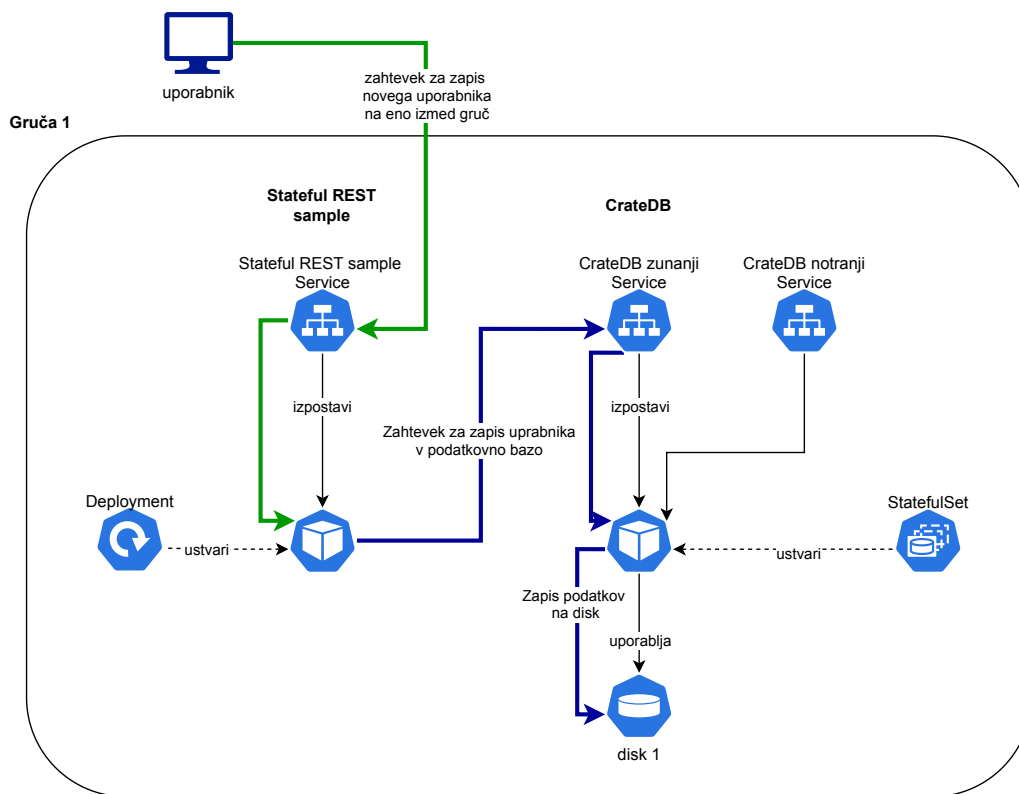 uporabnik
zahtevek za zapis
novega uporabnika
na eno izmed gruč
Gruča 1
Stateful REST
sample
CrateDB
Stateful REST sample
Service
CrateDB zunanji
Service
CrateDB notranji
Service
izpostavi
izpostavi
Zahtevek za zapis uprabnika
v podatkovno bazo
Deployment
StatefulSet
ustvari
ustvari
Zapis podatkov
na disk
uporablja
disk 1